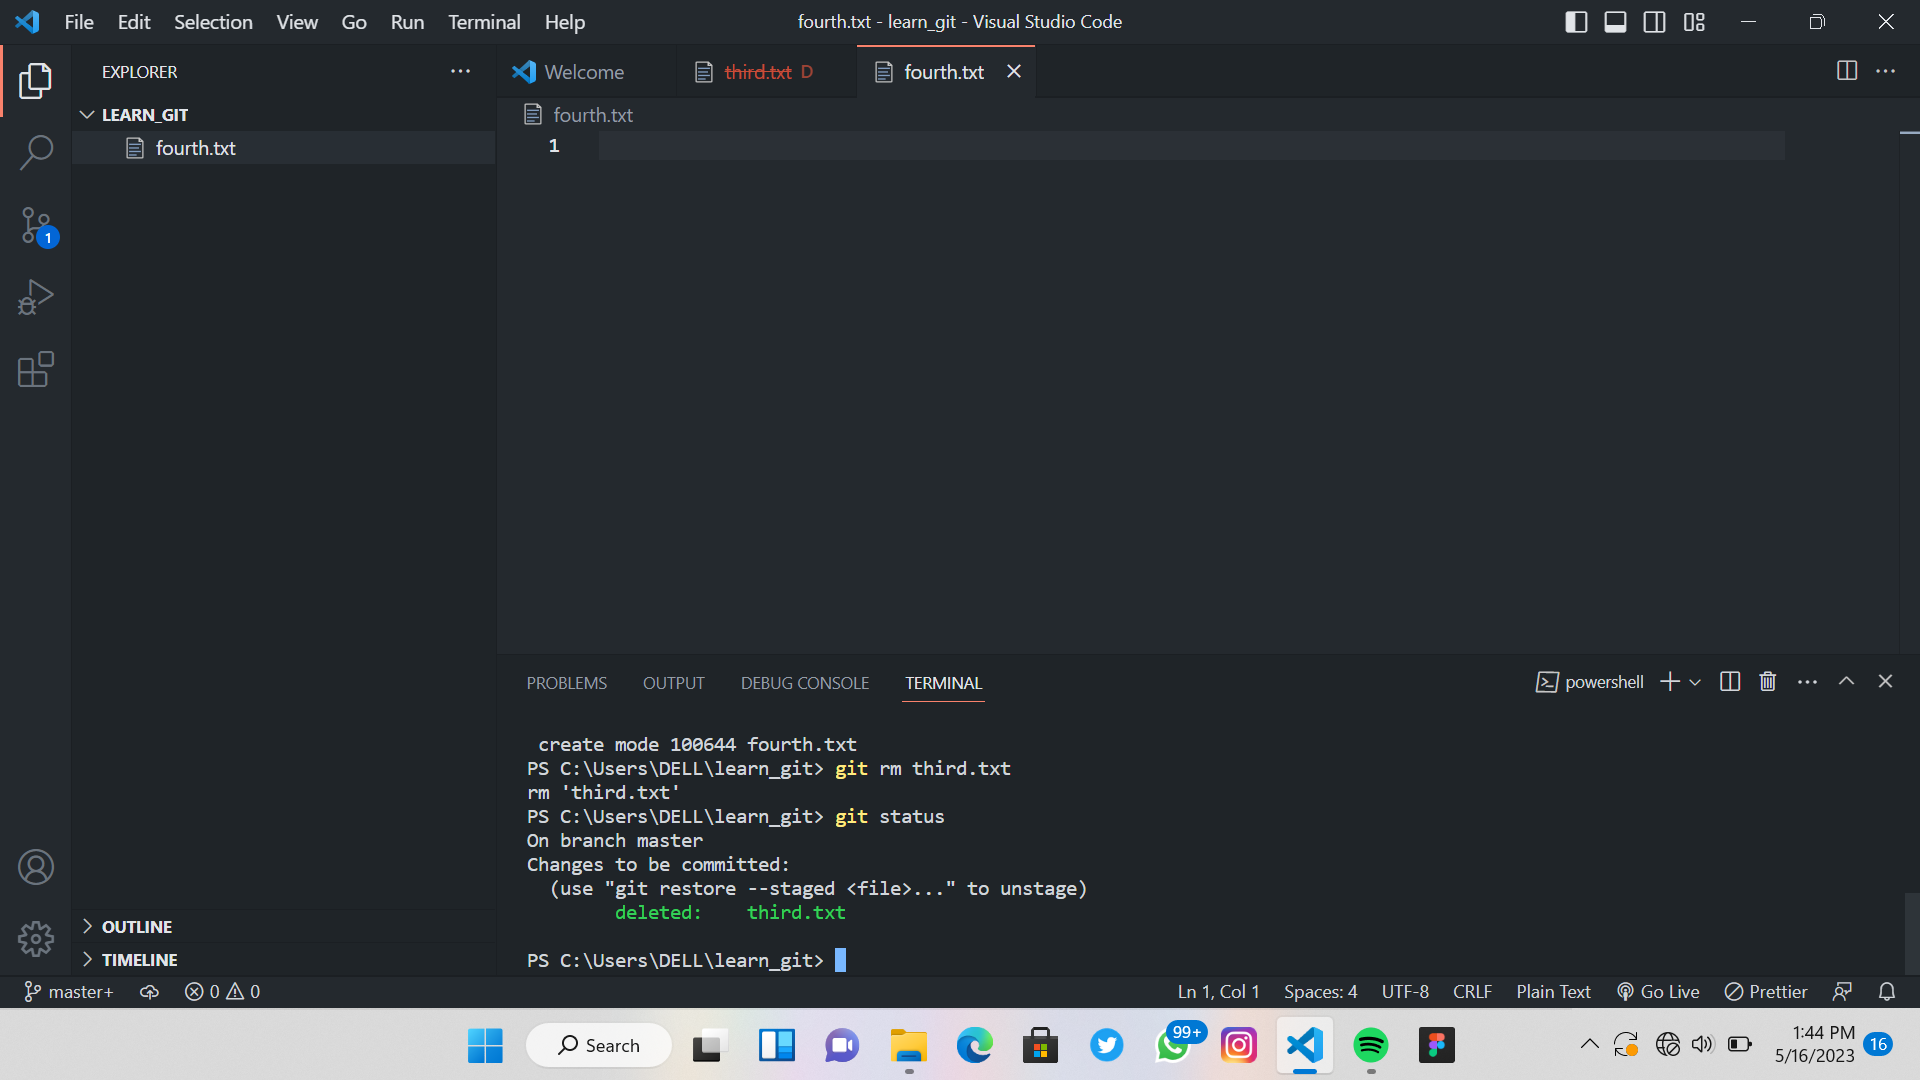 File Edit Selection View Go Run Terminal Help
fourth.txt - learn_git - Visual Studio Code
EXPLORER
Welcome
third.txt D
fourth.txt
LEARN_GIT
fourth.txt
fourth.txt
1
1
PROBLEMS OUTPUT DEBUG CONSOLE TERMINAL
powershell
create mode 100644 fourth.txt
PS C:\Users\DELL\learn_git> git rm third.txt
rm 'third.txt'
PS C:\Users\DELL\learn_git> git status
On branch master
Changes to be committed:
(use "git restore --staged <file>..." to unstage)
deleted: third.txt
PS C:\Users\DELL\learn_git>
OUTLINE
TIMELINE
master+ 0 0
Ln 1, Col 1 Spaces: 4 UTF-8 CRLF Plain Text Go Live Prettier
Search
99+
1:44 PM
5/16/2023
16